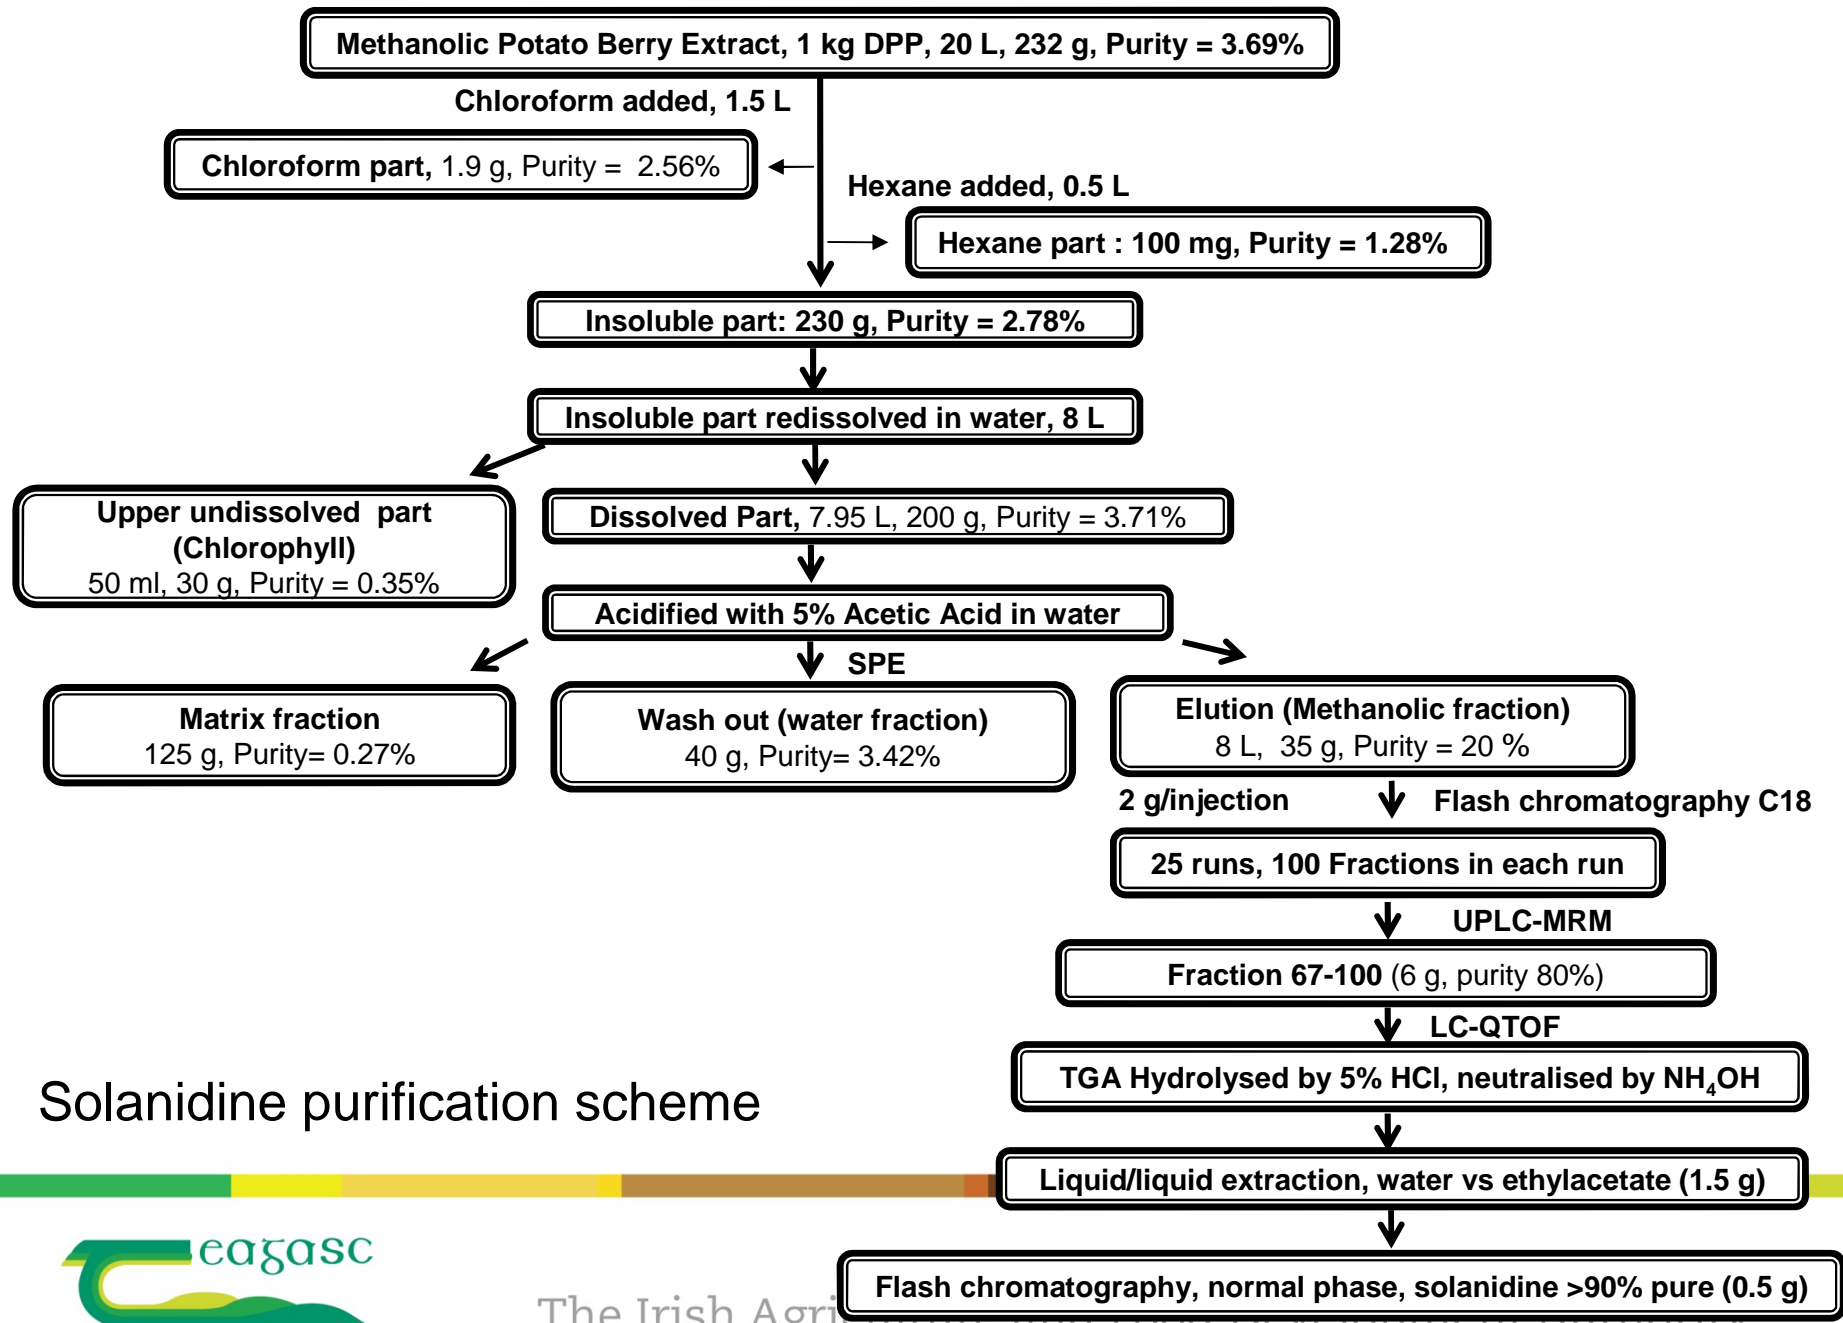 Methanolic Potato Berry Extract, 1 kg DPP, 20 L, 232 g, Purity = 3.69%
Chloroform added, 1.5 L
Chloroform part, 1.9 g, Purity = 2.56%
Hexane added, 0.5 L
Hexane part : 100 mg, Purity = 1.28%
Insoluble part: 230 g, Purity = 2.78%
Insoluble part redissolved in water, 8 L
Upper undissolved part
(Chlorophyll)
50 ml, 30 g, Purity = 0.35%
Dissolved Part, 7.95 L, 200 g, Purity = 3.71%
Acidified with 5% Acetic Acid in water
SPE
Matrix fraction
125 g, Purity= 0.27%
Wash out (water fraction)
40 g, Purity= 3.42%
Elution (Methanolic fraction)
8 L, 35 g, Purity = 20 %
2 g/injection
Flash chromatography C18
25 runs, 100 Fractions in each run
UPLC-MRM
Fraction 67-100 (6 g, purity 80%)
LC-QTOF
TGA Hydrolysed by 5% HCl, neutralised by NH₄OH
Solanidine purification scheme
Liquid/liquid extraction, water vs ethylacetate (1.5 g)
eagasc
Flash chromatography, normal phase, solanidine >90% pure (0.5 g)
The Irish Agri